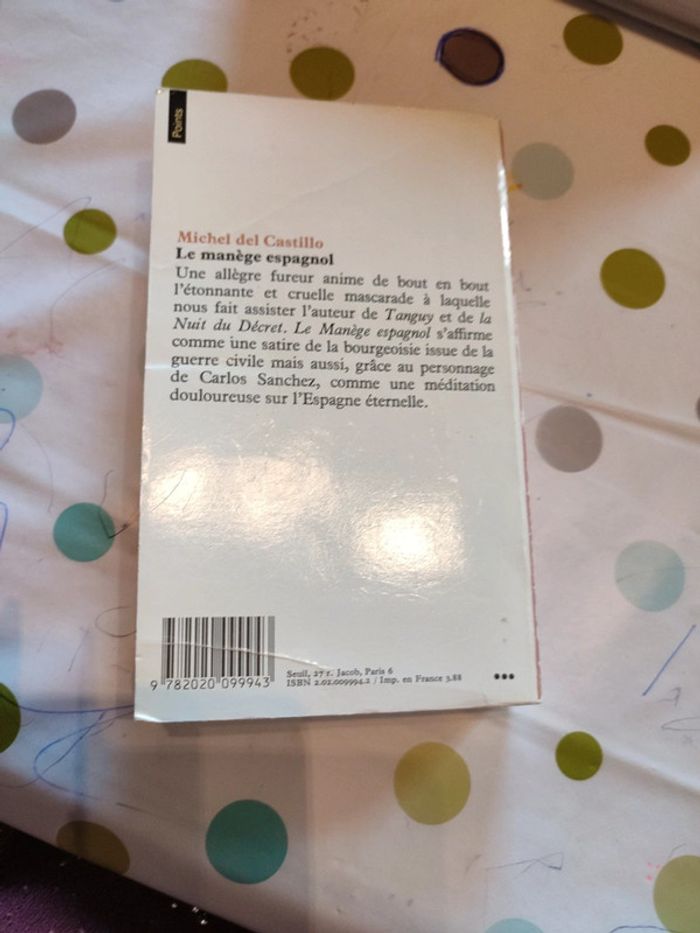 Points
Michel del Castillo
Le manège espagnol
Une allègre fureur anime de bout en bout
l'étonnante et cruelle mascarade à laquelle
nous fait assister l'auteur de Tanguy et de la
Nuit du Décret. Le Manège espagnol s'affirme
comme une satire de la bourgeoisie issue de la
guerre civile mais aussi, grâce au personnage
de Carlos Sanchez, comme une méditation
douloureuse sur l'Espagne éternelle.
9 782020 099943
Seuil, 27 r. Jacob, Paris 6
ISBN 2.02.009994.2 / Imp. en France 3.88